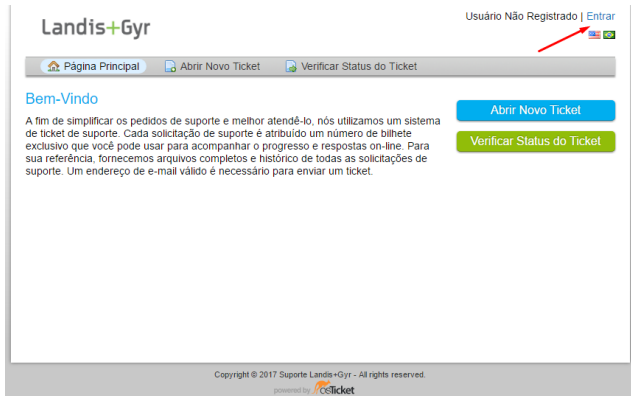 Landis+Gyr
Usuário Não Registrado | Entrar
Página Principal Abrir Novo Ticket Verificar Status do Ticket
Bem-Vindo
A fim de simplificar os pedidos de suporte e melhor atendê-lo, nós utilizamos um sistema
de ticket de suporte. Cada solicitação de suporte é atribuído um número de bilhete
exclusivo que você pode usar para acompanhar o progresso e respostas on-line. Para
sua referência, fornecemos arquivos completos e histórico de todas as solicitações de
suporte. Um endereço de e-mail válido é necessário para enviar um ticket.
Abrir Novo Ticket
Verificar Status do Ticket
Copyright © 2017 Suporte Landis+Gyr - All rights reserved.
powered by osTicket